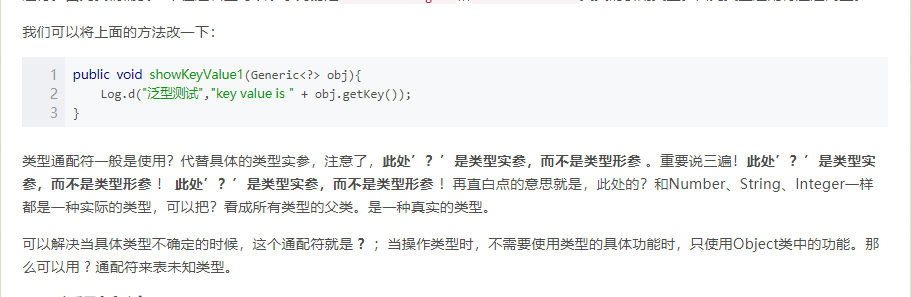 我们可以将上面的方法改一下：
1 public void showKeyValue1(Generic<?> obj){
2 Log.d("泛型测试","key value is " + obj.getKey());
3 }
类型通配符一般是使用？代替具体的类型实参，注意了，此处’？’是类型实参，而不是类型形参 。重要说三遍！此处’？’是类型实
参，而不是类型形参 ！ 此处’？’是类型实参，而不是类型形参 ！再直白点的意思就是，此处的？和Number、String、Integer一样
都是一种实际的类型，可以把？看成所有类型的父类。是一种真实的类型。
可以解决当具体类型不确定的时候，这个通配符就是 ? ；当操作类型时，不需要使用类型的具体功能时，只使用Object类中的功能。那
么可以用 ? 通配符来表未知类型。